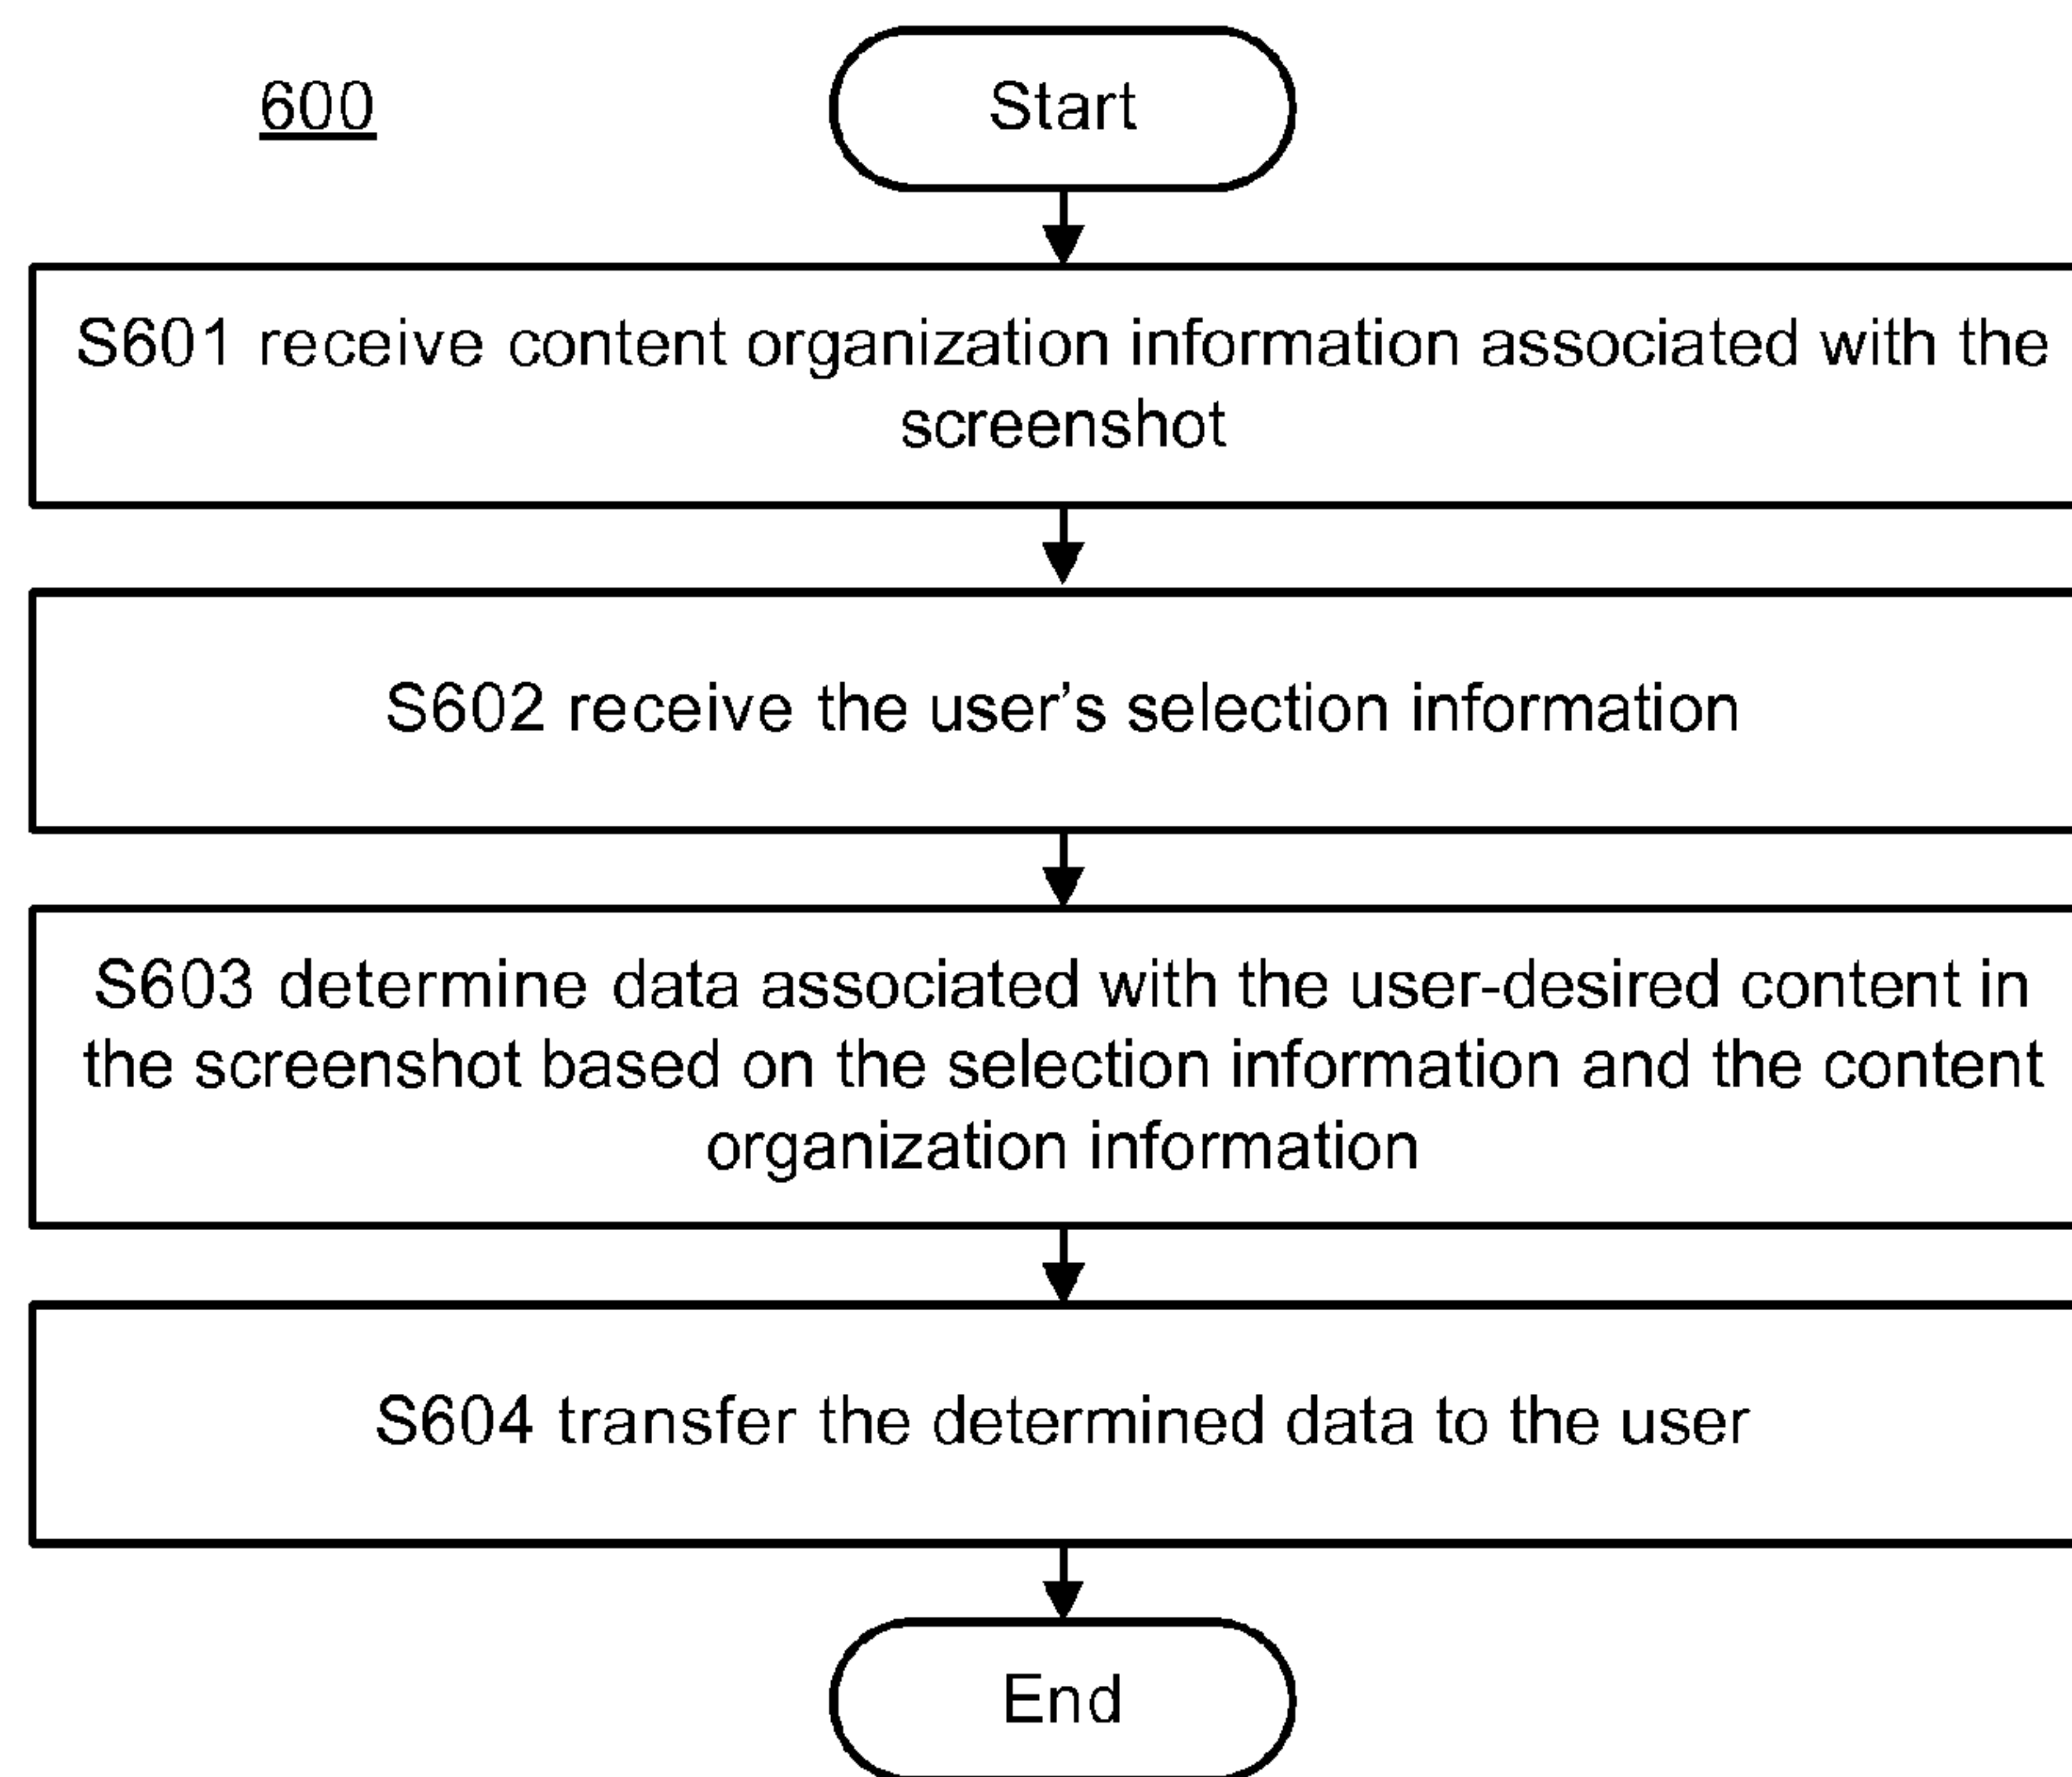 600
Start
S601 receive content organization information associated with the
screenshot
S602 receive the user's selection information
S603 determine data associated with the user-desired content in
the screenshot based on the selection information and the content
organization information
S604 transfer the determined data to the user
End